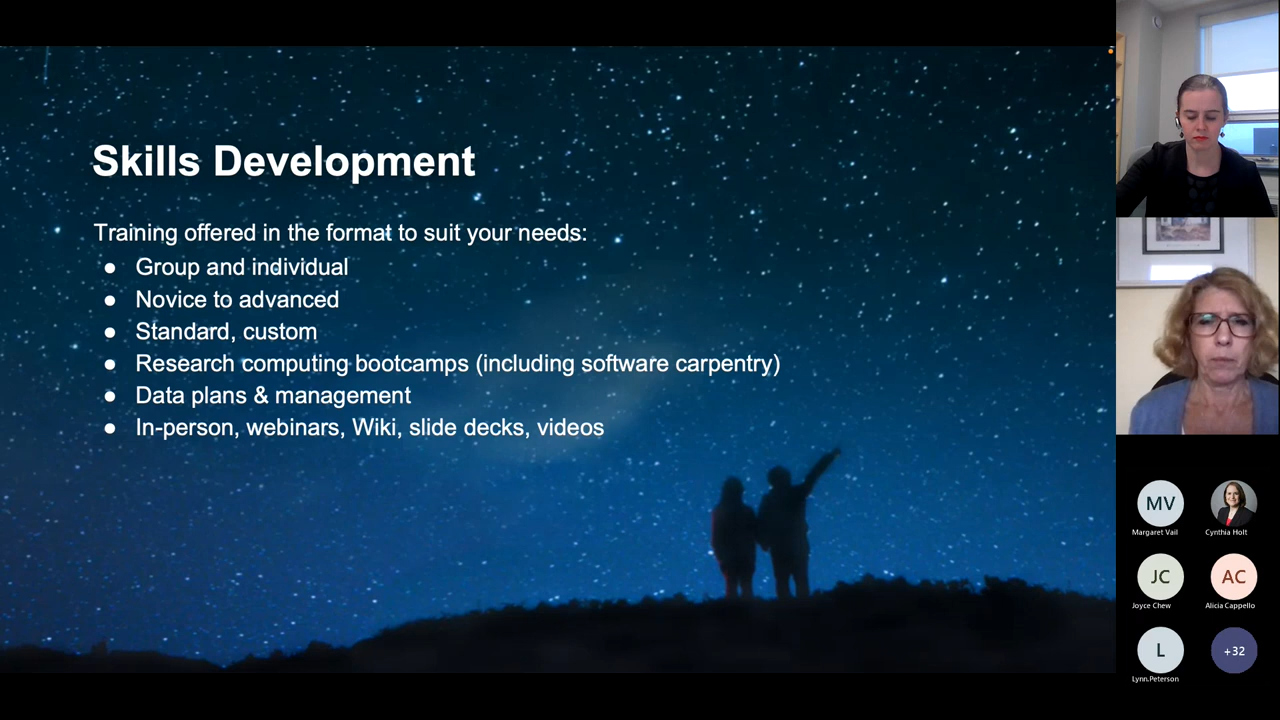 Skills Development
Training offered in the format to suit your needs:
● Group and individual
● Novice to advanced
● Standard, custom
● Research computing bootcamps (including software carpentry)
● Data plans & management
● In-person, webinars, Wiki, slide decks, videos
MV
Margaret Vail
Cynthia Holt
JC
AC
Joyce Chew
Alicia Cappello
L
+32
Lynn.Peterson